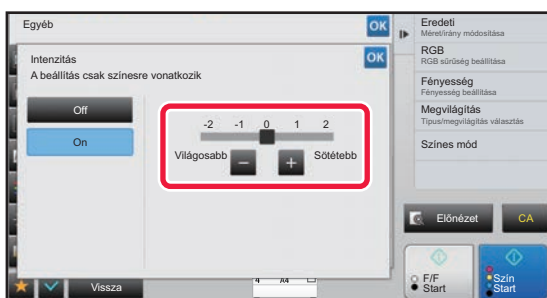 Egyéb
OK
Intenzitás
OK
A beállítás csak színesre vonatkozik
Off
On
-2 -1 0 1 2
Világosabb − + Sötétebb
Vissza
4 A4
Eredeti
Méret/irány módosítása
RGB
RGB sűrűség beállítása
Fényesség
Fényesség beállítása
Megvilágítás
Típus/megvilágítás választás
Színes mód
Előnézet
CA
F/F
Start
Szín
Start